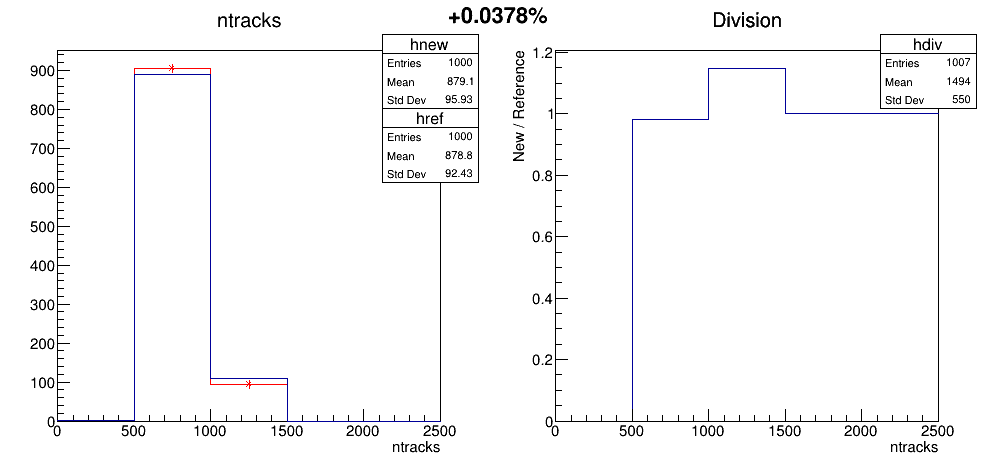 +0.0378%
ntracks
hnew
Entries 1000
Mean 879.1
Std Dev 95.93
href
Entries 1000
Mean 878.8
Std Dev 92.43
900
800
700
600
500
400
300
200
100
0
0 500 1000 1500 2000 2500
ntracks
Division
hdiv
Entries 1007
Mean 1494
Std Dev 550
New / Reference
1.2
1
0.8
0.6
0.4
0.2
0
0 500 1000 1500 2000 2500
ntracks